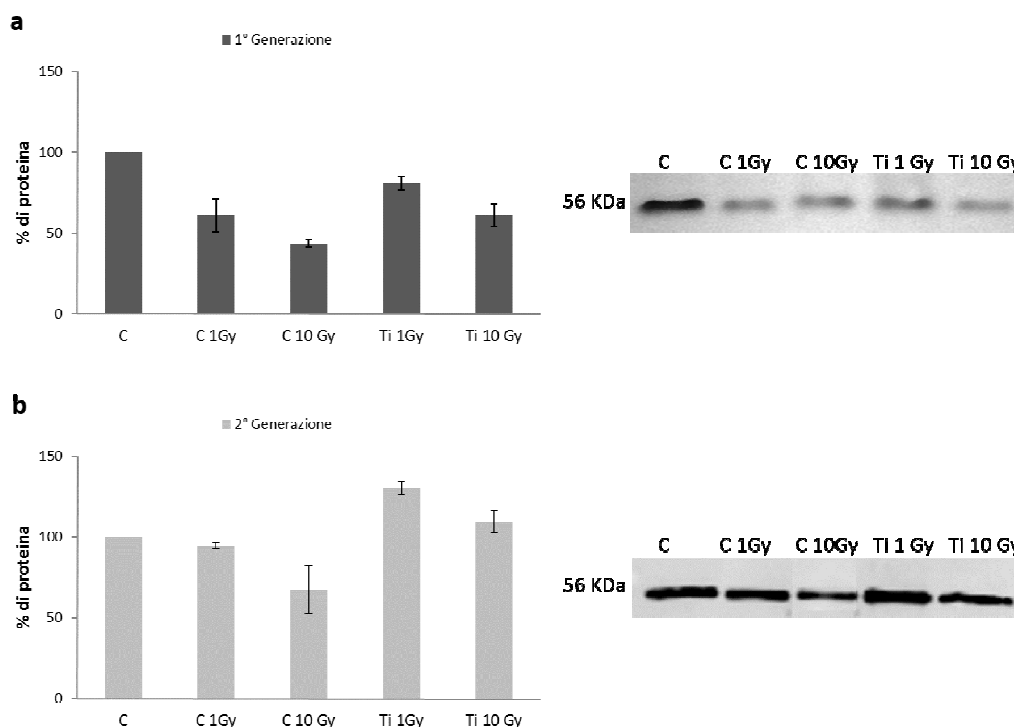 a
1° Generazione
150
100
50
0
% di proteina
C C 1Gy C 10 Gy Ti 1Gy Ti 10 Gy
C C 1Gy C 10Gy Ti 1 Gy Ti 10 Gy
56 KDa
b
2° Generazione
150
100
50
0
% di proteina
C C 1Gy C 10 Gy Ti 1Gy Ti 10 Gy
C C 1Gy C 10Gy Ti 1 Gy Ti 10 Gy
56 KDa